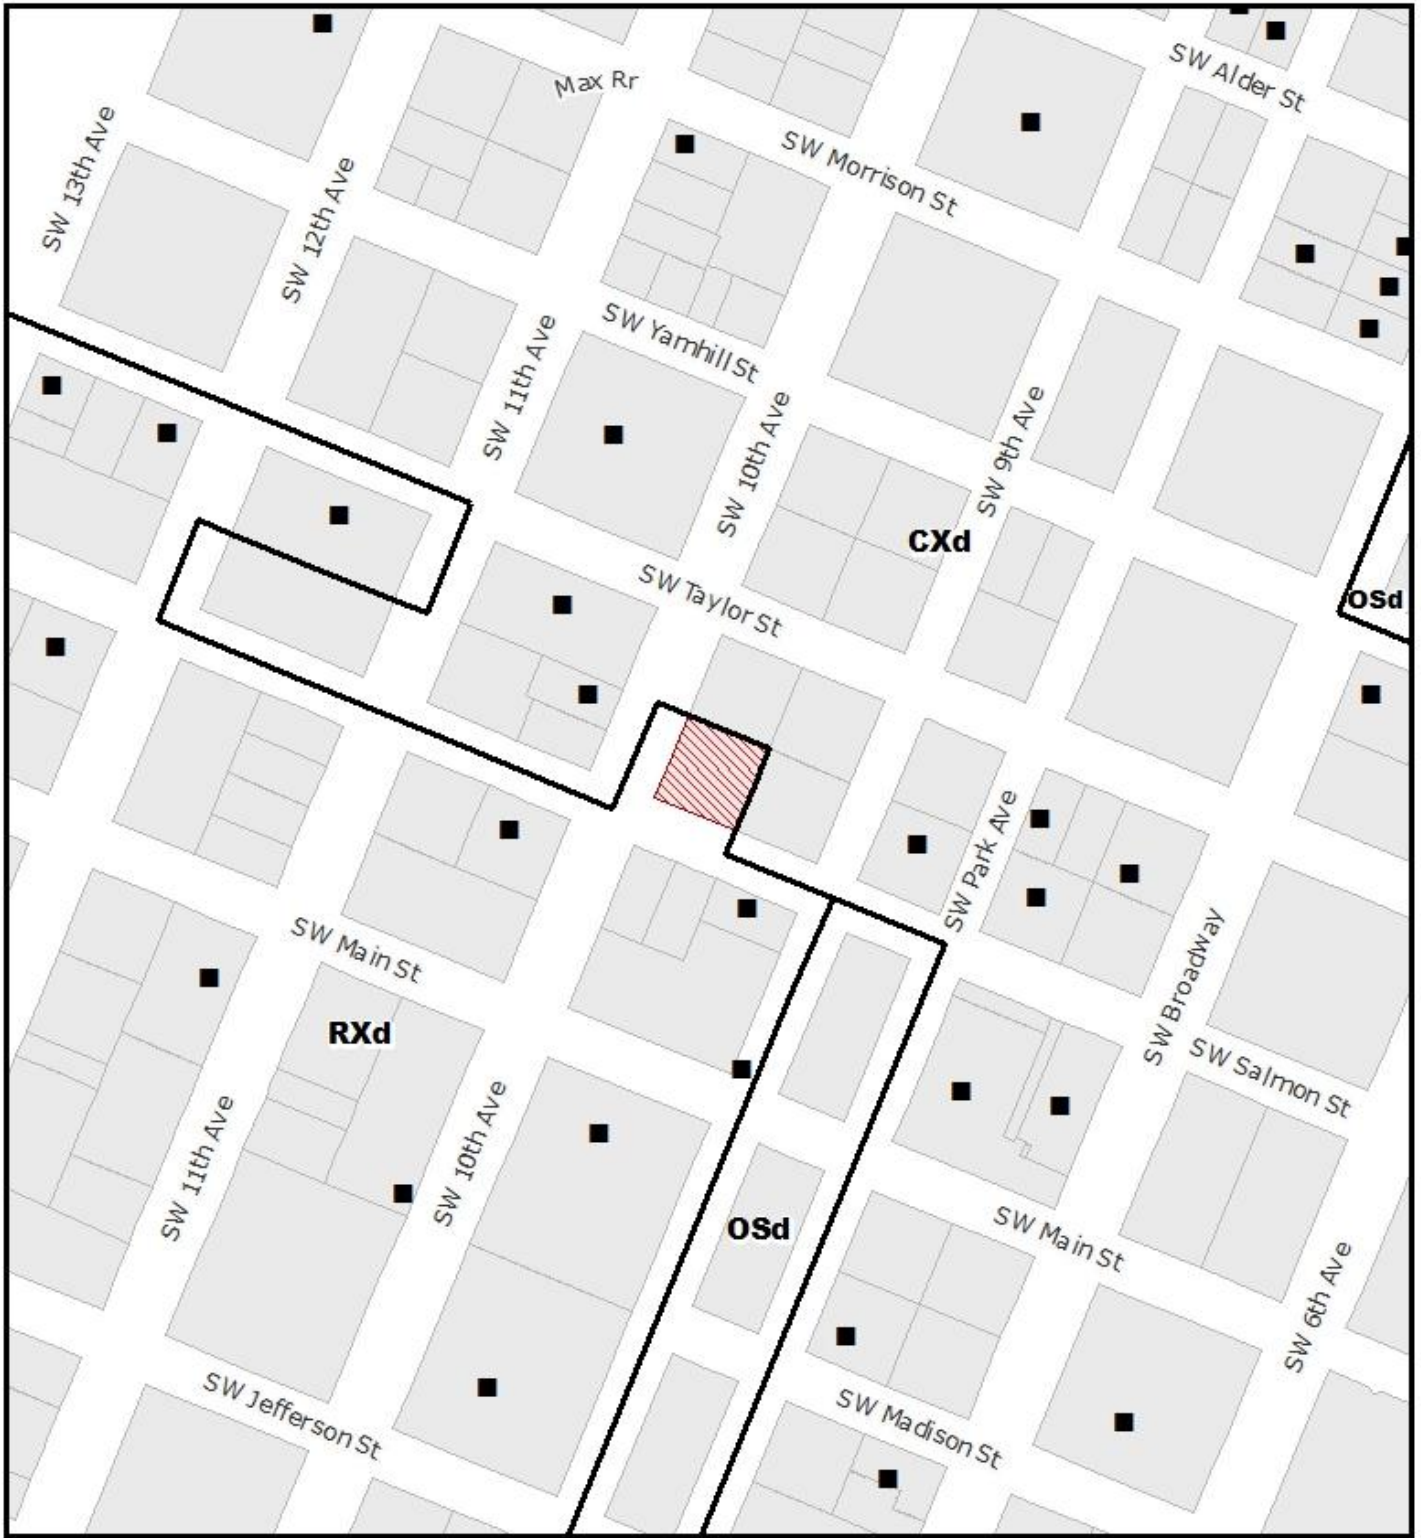 SW Alder St
Max Rr
SW Morrison St
SW 13th Ave
SW 12th Ave
SW Yamhill St
SW 11th Ave
SW 10th Ave
SW 9th Ave
CXd
SW Taylor St
OSd
SW Park Ave
SW Broadway
SW Main St
RXd
SW Salmon St
SW 11th Ave
SW 10th Ave
OSd
SW Main St
SW 6th Ave
SW Jefferson St
SW Madison St